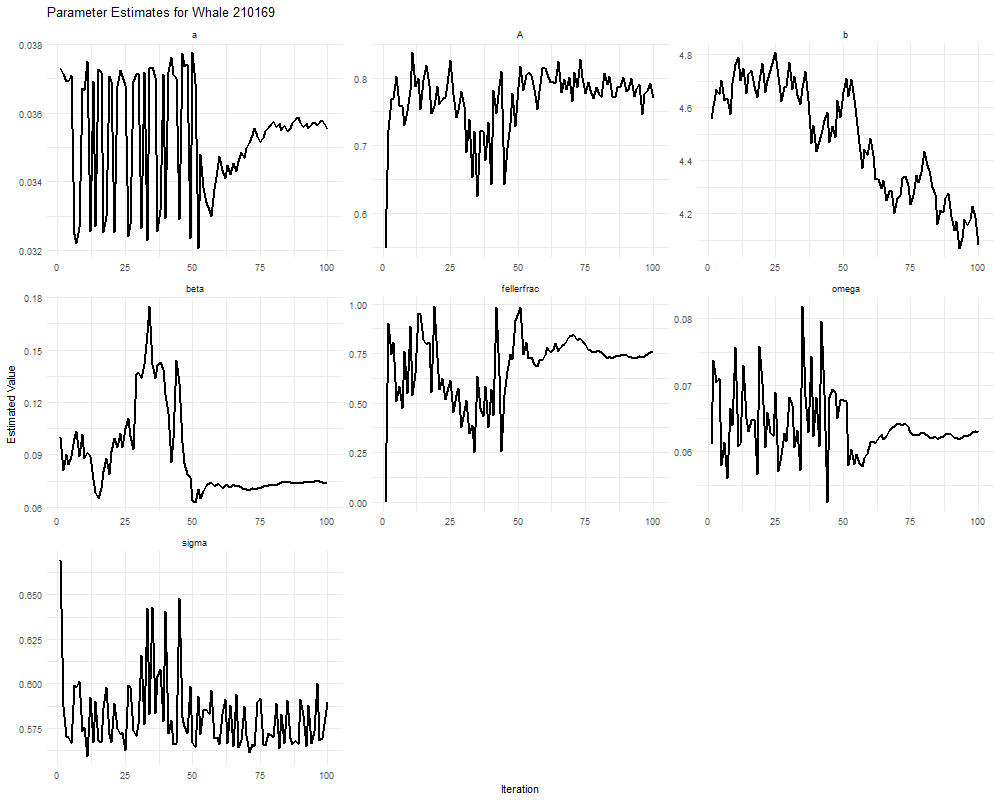 Parameter Estimates for Whale 210169
a
A
b
0.038
0.036
0.034
0.032
0.8
0.7
0.6
4.8
4.6
4.4
4.2
0 25 50 75 100
0 25 50 75 100
0 25 50 75 100
beta
fellerfrac
omega
0.18
0.15
0.12
0.09
0.06
1.00
0.75
0.50
0.25
0.00
0.08
0.07
0.06
0 25 50 75 100
0 25 50 75 100
0 25 50 75 100
sigma
0.650
0.625
0.600
0.575
0 25 50 75 100
Estimated Value
Iteration